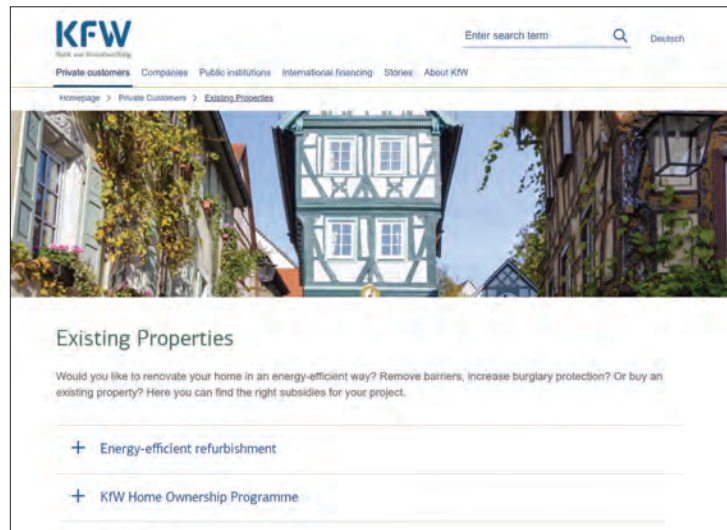 KFW
Bank aus Verantwortung
Enter search term
Deutsch
Private customers Companies Public institutions International financing Stories About KfW
Homepage > Private Customers > Existing Properties
Existing Properties
Would you like to renovate your home in an energy-efficient way? Remove barriers, increase burglary protection? Or buy an
existing property? Here you can find the right subsidies for your project.
+ Energy-efficient refurbishment
+ KfW Home Ownership Programme